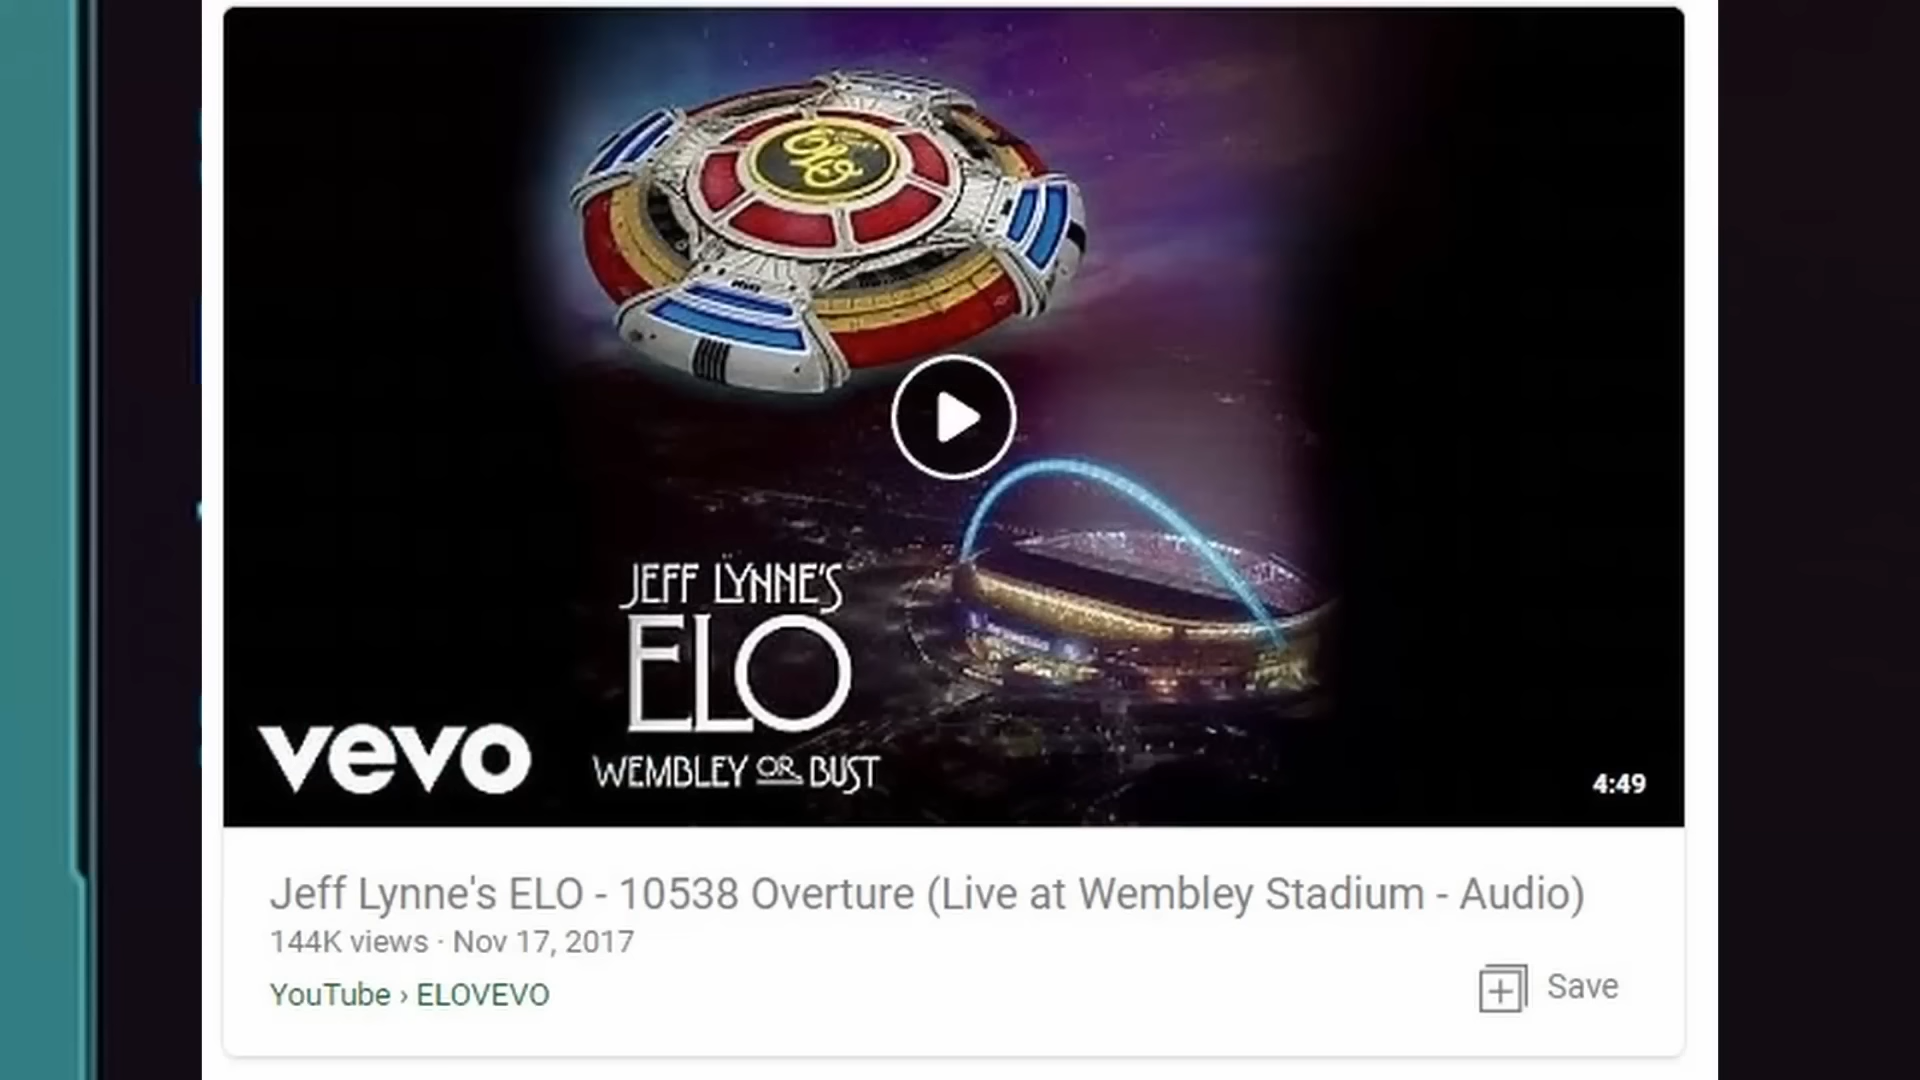 elo
JEFF LYNNE'S
ELO
WEMBLEY OR BUST
vevo
4:49
Jeff Lynne's ELO - 10538 Overture (Live at Wembley Stadium - Audio)
144K views · Nov 17, 2017
YouTube › ELOVEVO
Save